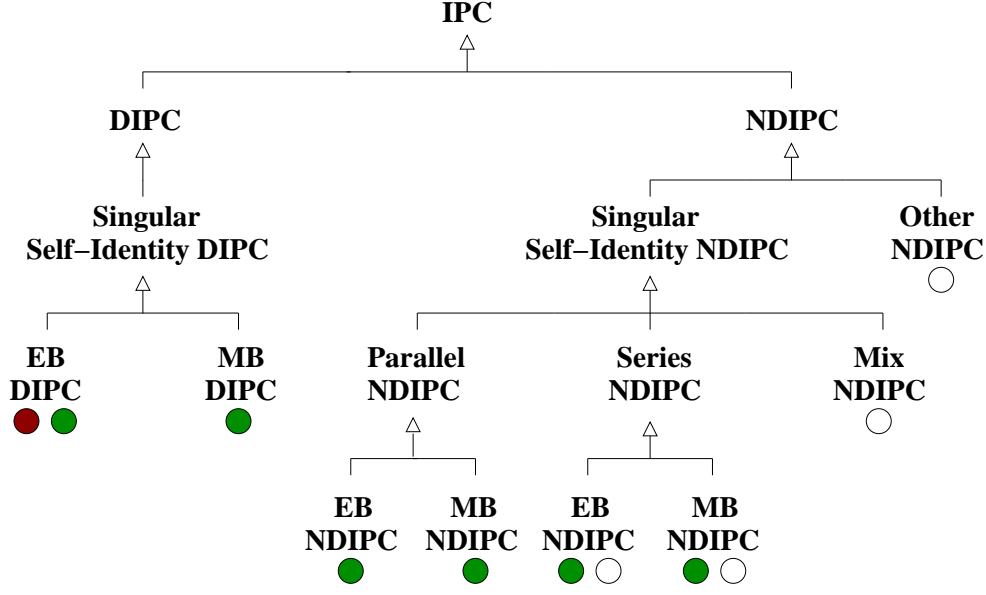 IPC
DIPC
NDIPC
Singular
Self−Identity DIPC
Singular
Self−Identity NDIPC
Other
NDIPC
EB
DIPC
MB
DIPC
Parallel
NDIPC
Series
NDIPC
Mix
NDIPC
EB
NDIPC
MB
NDIPC
EB
NDIPC
MB
NDIPC